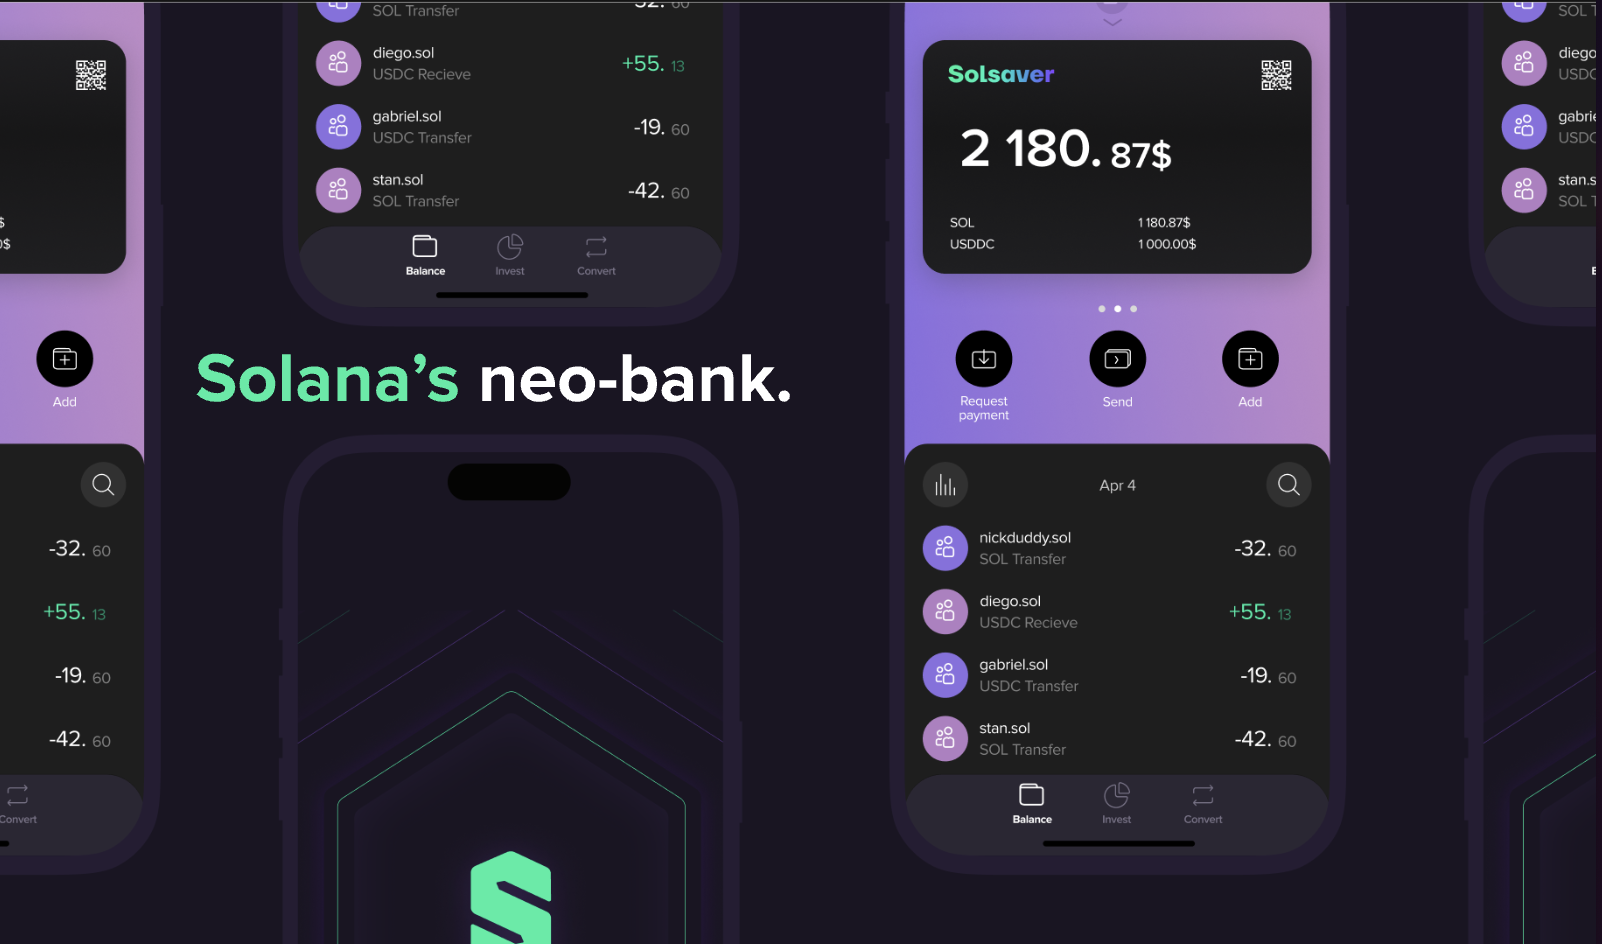 $
0$
Add
-32. 60
+55. 13
-19. 60
-42. 60
Convert
32. 60
SOL Transfer
diego.sol
USDC Recieve
+55. 13
gabriel.sol
USDC Transfer
-19. 60
stan.sol
SOL Transfer
-42. 60
Balance
Invest
Convert
Solana's neo-bank.
Solsaver
2 180. 87$
SOL 1 180.87$
USDDC 1 000.00$
Request
payment
Send
Add
Apr 4
nickduddy.sol
SOL Transfer
-32. 60
diego.sol
USDC Recieve
+55. 13
gabriel.sol
USDC Transfer
-19. 60
stan.sol
SOL Transfer
-42. 60
Balance
Invest
Convert
SOL T
diego
USDC
gabrie
USDC
stan.s
SOL T